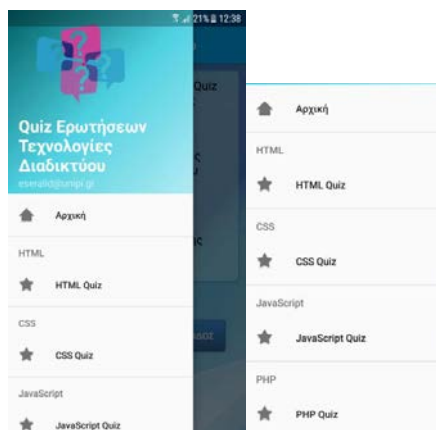 21% 12:38
Quiz Ερωτήσεων
Τεχνολογίες
Διαδικτύου
Αρχική
HTML
HTML Quiz
CSS
CSS Quiz
JavaScript
JavaScript Quiz
Quiz
Αρχική
HTML
HTML Quiz
CSS
CSS Quiz
JavaScript
JavaScript Quiz
PHP
PHP Quiz